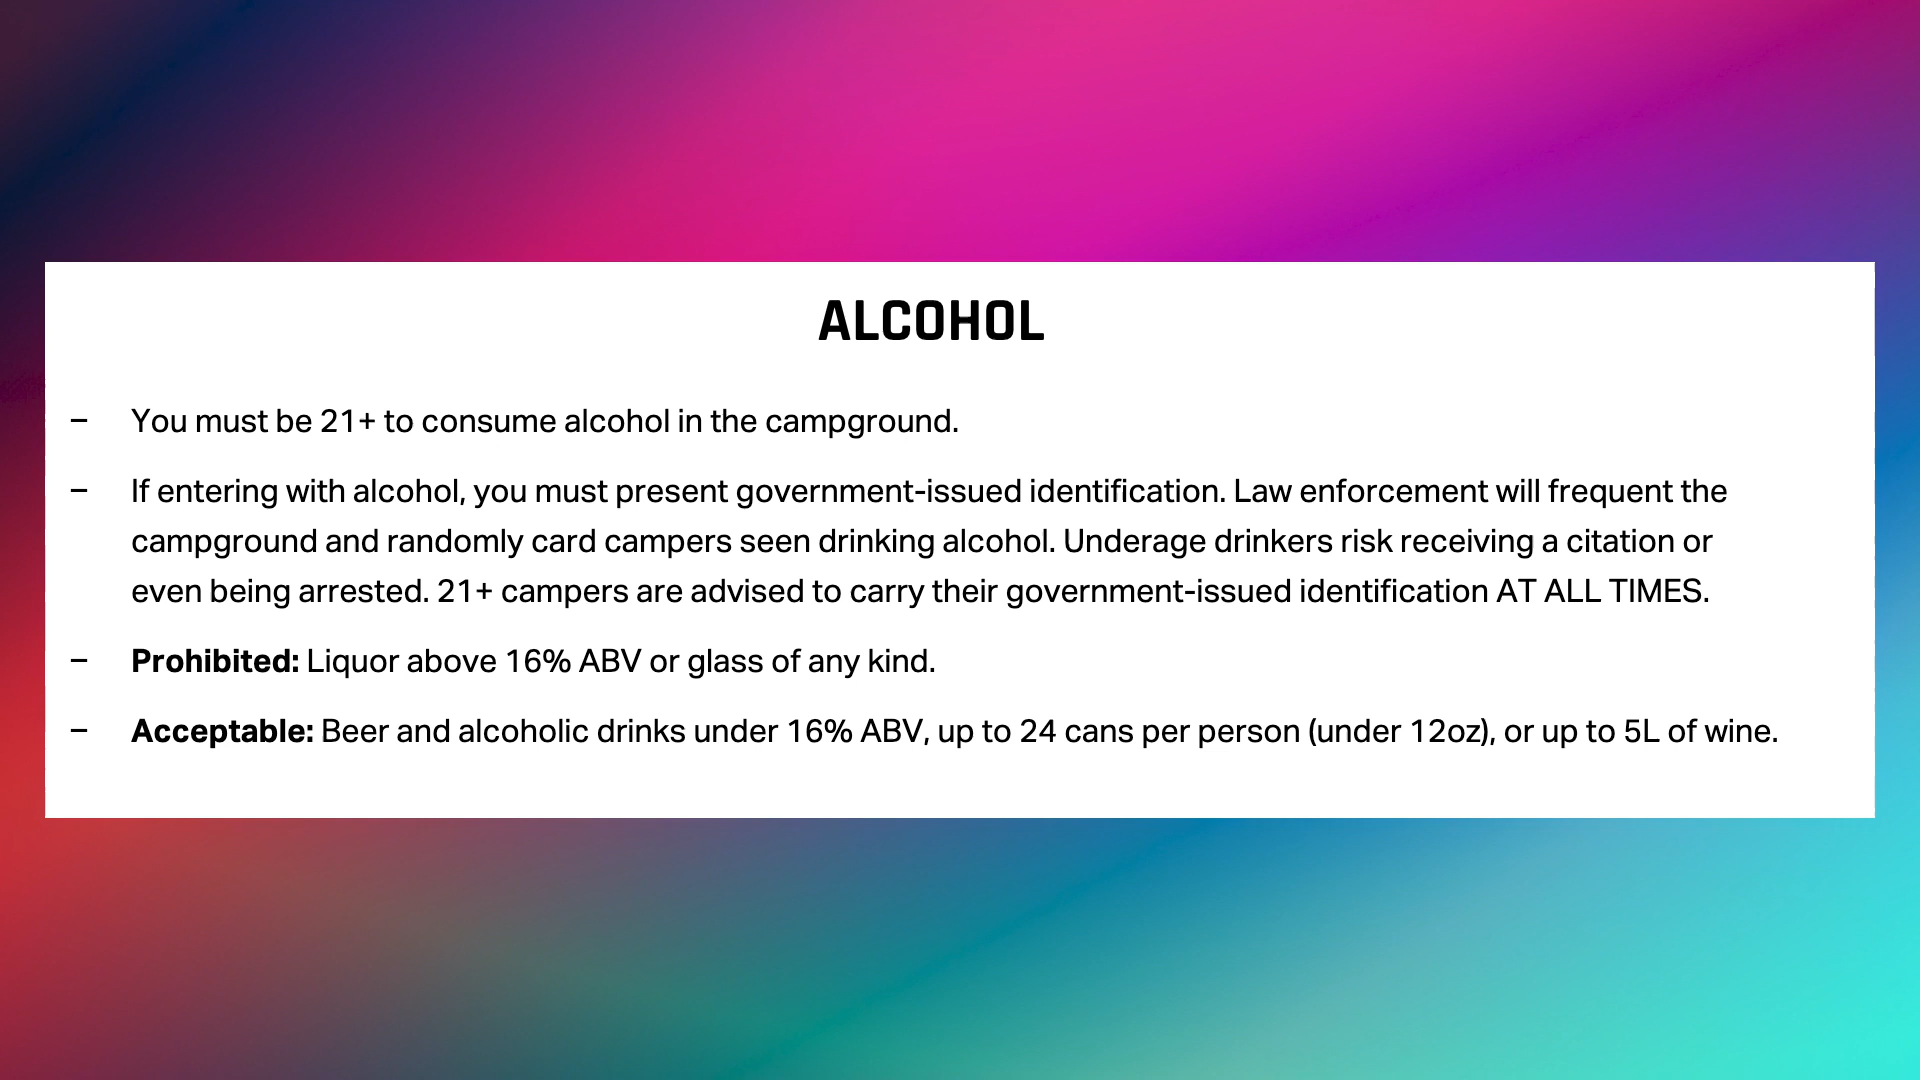 ALCOHOL
– You must be 21+ to consume alcohol in the campground.
– If entering with alcohol, you must present government-issued identification. Law enforcement will frequent the
campground and randomly card campers seen drinking alcohol. Underage drinkers risk receiving a citation or
even being arrested. 21+ campers are advised to carry their government-issued identification AT ALL TIMES.
– Prohibited: Liquor above 16% ABV or glass of any kind.
– Acceptable: Beer and alcoholic drinks under 16% ABV, up to 24 cans per person (under 12oz), or up to 5L of wine.